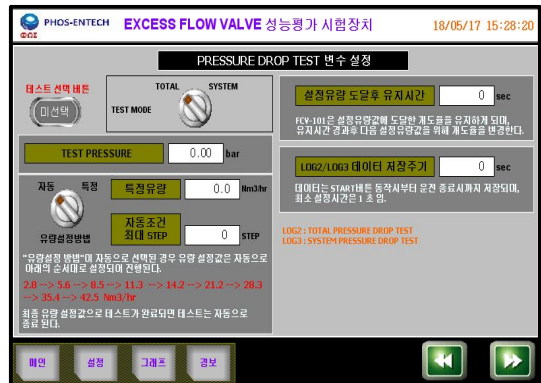 PHOS-ENTECH
EXCESS FLOW VALVE 성능평가 시험장치
18/05/17 15:28:20
PRESSURE DROP TEST 변수 설정
테스트 선택 버튼
미선택
TOTAL
SYSTEM
TEST MODE
TEST PRESSURE
0.00 bar
자동
특정
유량설정방법
특정유량
0.0 Nm3/hr
자동조건
최대 STEP
0 STEP
"유량설정 방법"이 자동으로 선택된 경우 유량 설정값은 자동으로
아래의 순서대로 설정되어 진행된다.
2.8 --> 5.6 --> 8.5--> 11.3 --> 14.2 --> 21.2 --> 28.3
--> 35.4 --> 42.5 Nm3/hr
최종 유량 설정값으로 테스트가 완료되면 테스트는 자동으로
종료 된다.
설정유량 도달후 유지시간
0 sec
FCV-101은 설정유량값에 도달한 개도율을 유지하게 되며,
유지시간 경과후 다음 설정유량값을 위해 개도율을 변경한다.
LOG2/LOG3 데이터 저장주기
0 sec
데이터는 START버튼 동작시부터 운전 종료시까지 저장되며,
최소 설정시간은 1 초 임.
LOG2 : TOTAL PRESSURE DROP TEST
LOG3 : SYSTEM PRESSURE DROP TEST
메인
설정
그래프
경보